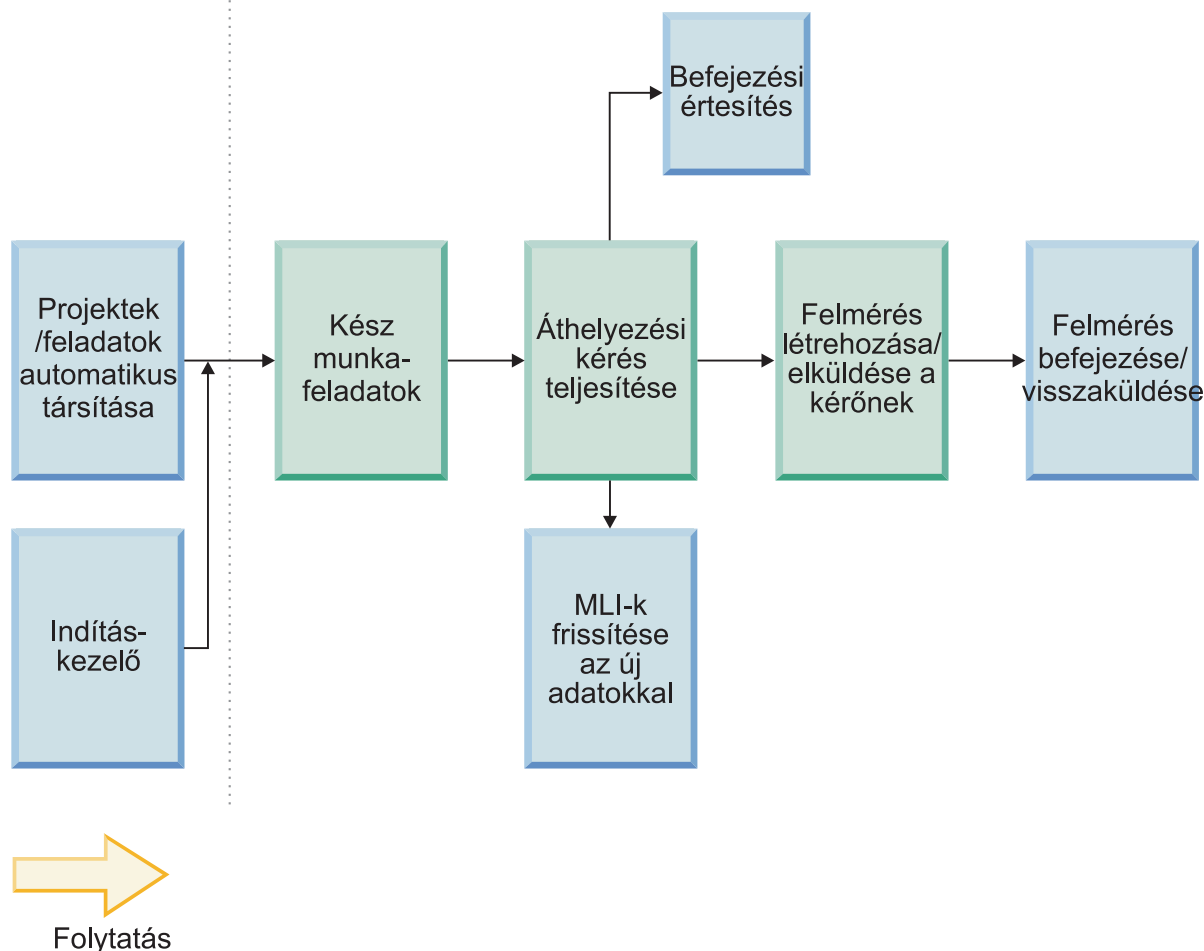 Befejezési
értesítés
Projektek
/feladatok
automatikus
társítása
Kész
munka-
feladatok
Áthelyezési
kérés
teljesítése
Felmérés
létrehozása/
elküldése a
kérőnek
Felmérés
befejezése/
visszaküldése
Indítás-
kezelő
MLI-k
frissítése
az új
adatokkal
Folytatás